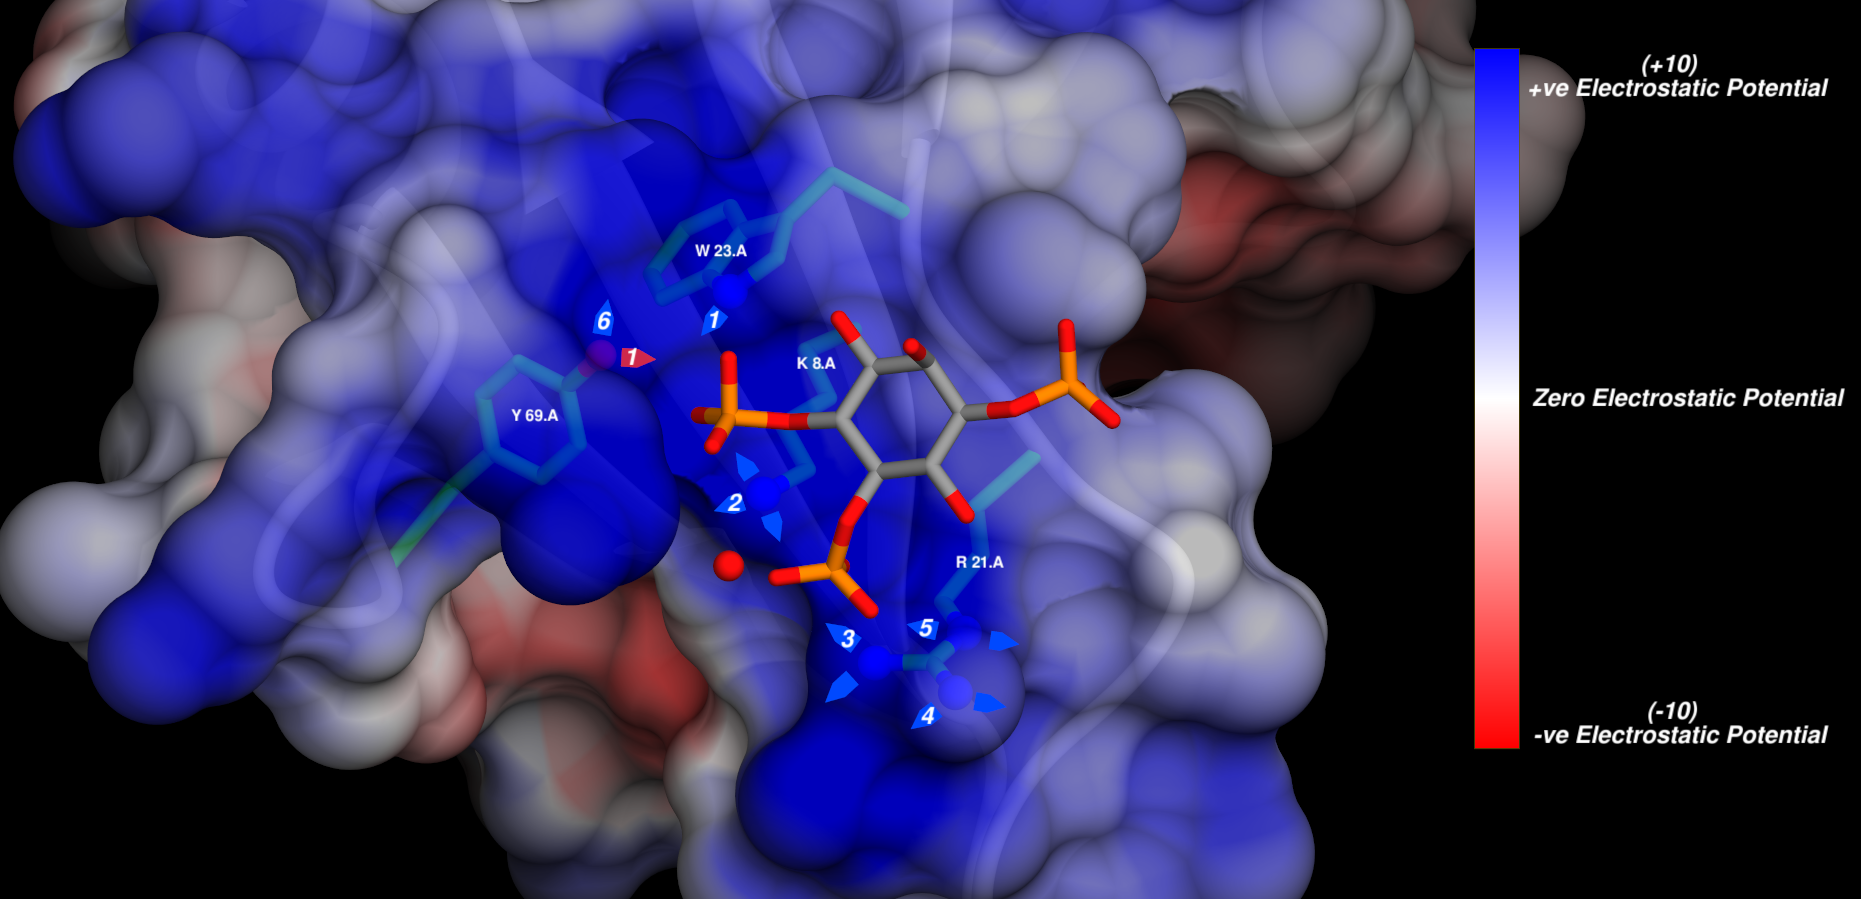 (+10)
+ve Electrostatic Potential
W 23.A
6
1
1
K 8.A
Zero Electrostatic Potential
Y 69.A
2
R 21.A
3
5
4
(-10)
-ve Electrostatic Potential